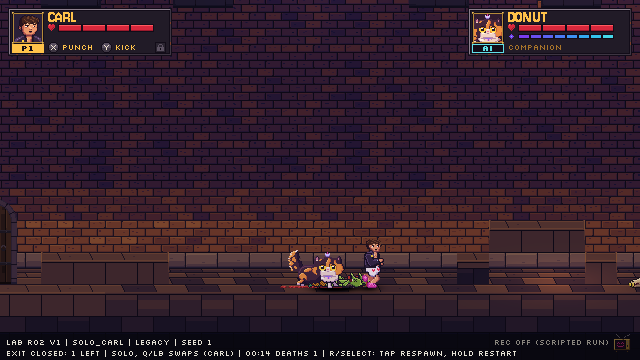 CARL
P1
X PUNCH Y KICK
DONUT
AI
COMPANION
LAB R02 V1 | SOLO_CARL | LEGACY | SEED 1
REC OFF (SCRIPTED RUN)
EXIT CLOSED: 1 LEFT | SOLO, Q/LB SWAPS (CARL) | 00:14 DEATHS 1 | R/SELECT: TAP RESPAWN, HOLD RESTART